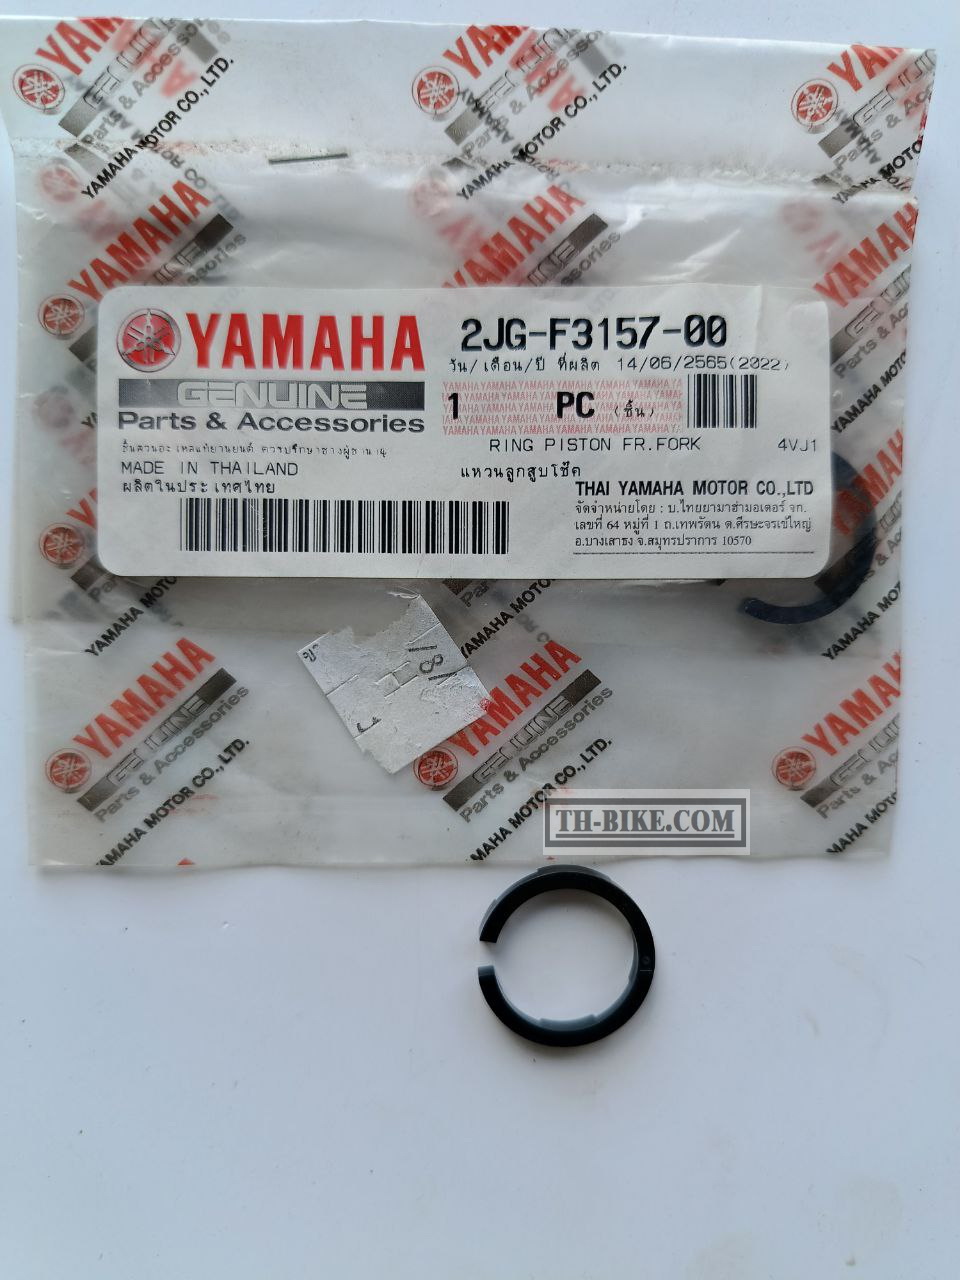 YAMAHA
GENUINE
Parts & Accessories
YAMAHA MOTOR CO., LTD.
YAMAHA
GENUINE
Parts & Accessories
MADE IN THAILAND
ผลิตในประเทศไทย
2JG-F3157-00
วัน/เดือน/ปี ที่ผลิต 14/06/2565(2022)
1 PC (ชิ้น)
RING PISTON FR.FORK 4VJ1
แหวนลูกสูบโช๊ค
THAI YAMAHA MOTOR CO.,LTD
จัดจำหน่ายโดย : บ.ไทยยามาฮ่ามอเตอร์ จก.
เลขที่ 64 หมู่ที่ 1 ถ.เทพรัตน ต.ศีรษะจรเข้ใหญ่
อ.บางเสาธง จ.สมุทรปราการ 10570
YAMAHA
GENUINE
Parts & Accessories
YAMAHA MOTOR CO., LTD.
TH-BIKE.COM